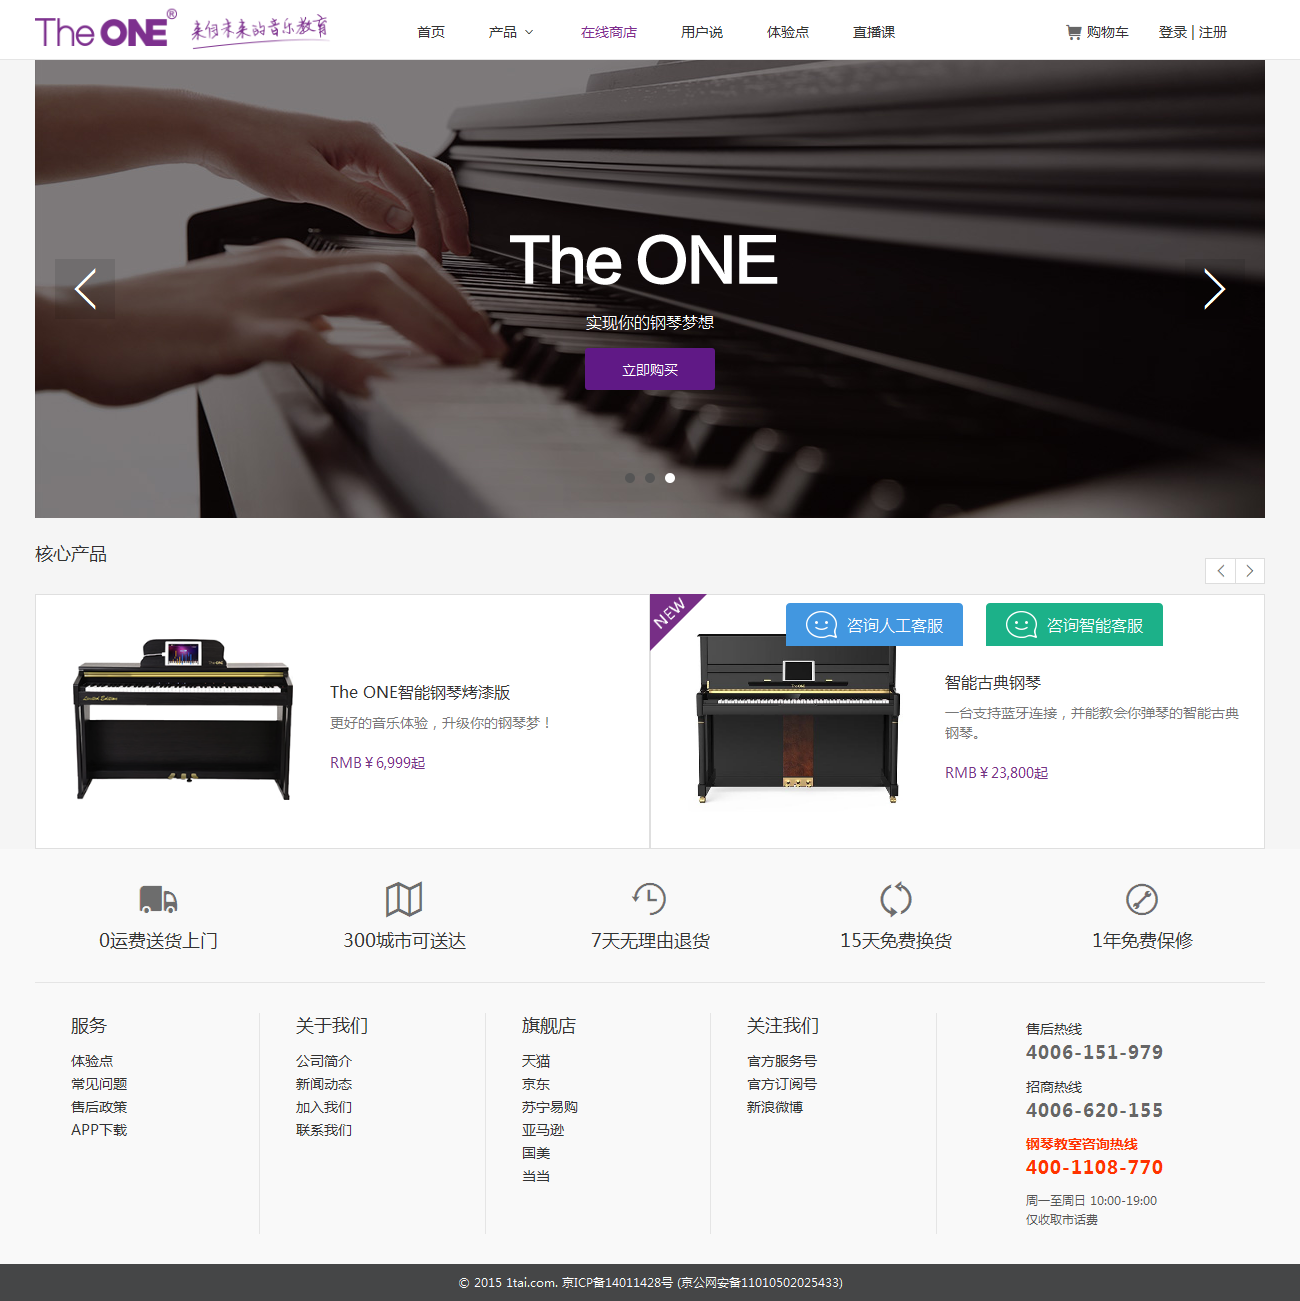 The ONE® 来自未来的音乐教育
首页 产品 在线商店 用户说 体验点 直播课 购物车 登录 | 注册
The ONE
实现你的钢琴梦想
立即购买
核心产品
NEW
咨询人工客服 咨询智能客服
The ONE智能钢琴烤漆版
更好的音乐体验，升级你的钢琴梦！
RMB￥6,999起
智能古典钢琴
一台支持蓝牙连接，并能教会你弹琴的智能古典
钢琴。
RMB￥23,800起
0运费送货上门 300城市可送达 7天无理由退货 15天免费换货 1年免费保修
服务
体验点
常见问题
售后政策
APP下载
关于我们
公司简介
新闻动态
加入我们
联系我们
旗舰店
天猫
京东
苏宁易购
亚马逊
国美
当当
关注我们
官方服务号
官方订阅号
新浪微博
售后热线
4006-151-979
招商热线
4006-620-155
钢琴教室咨询热线
400-1108-770
周一至周日 10:00-19:00
仅收取市话费
© 2015 1tai.com. 京ICP备14011428号 (京公网安备11010502025433)